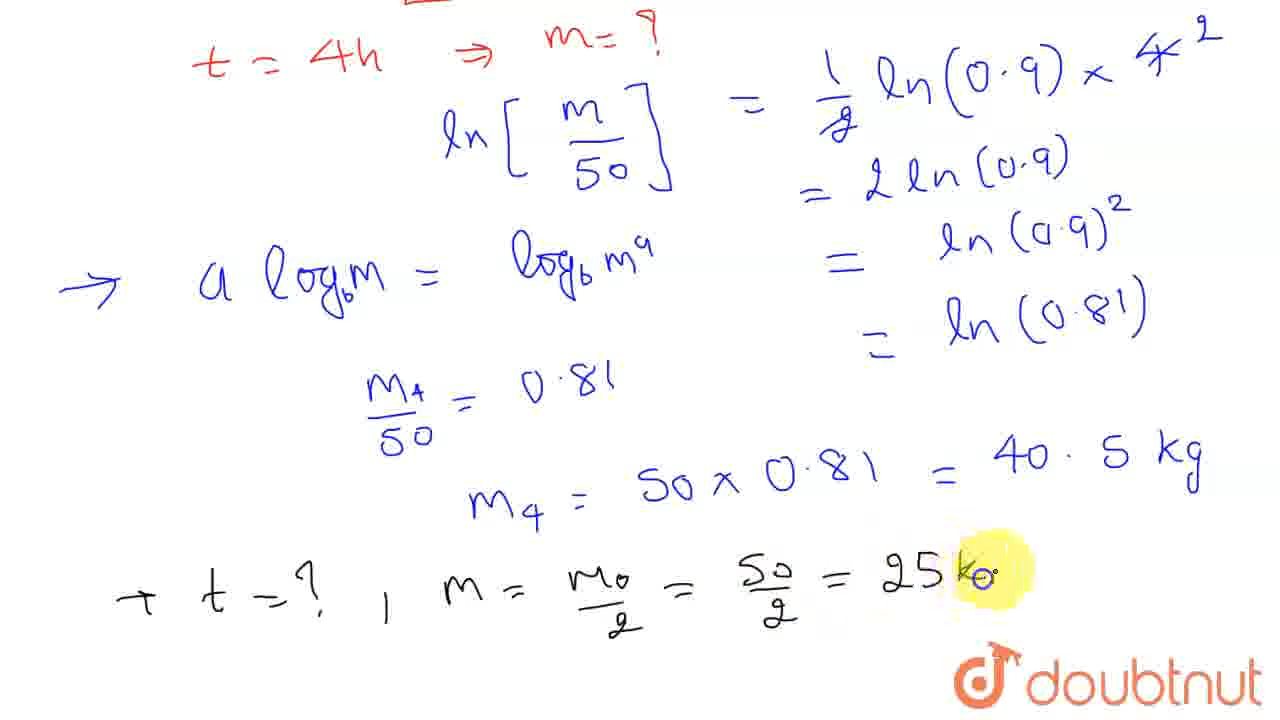 t = 4h ⇒ m = ?
ln [ m/50 ] = 1/2 ln (0.9) × 4 2
= 2 ln (0.9)
= ln (0.9)²
→ a log_b m = log_b m^a
= ln (0.81)
m₄/50 = 0.81
m₄ = 50 × 0.81 = 40.5 kg
→ t = ? , m = m₀/2 = 50/2 = 25 k
doubtnut